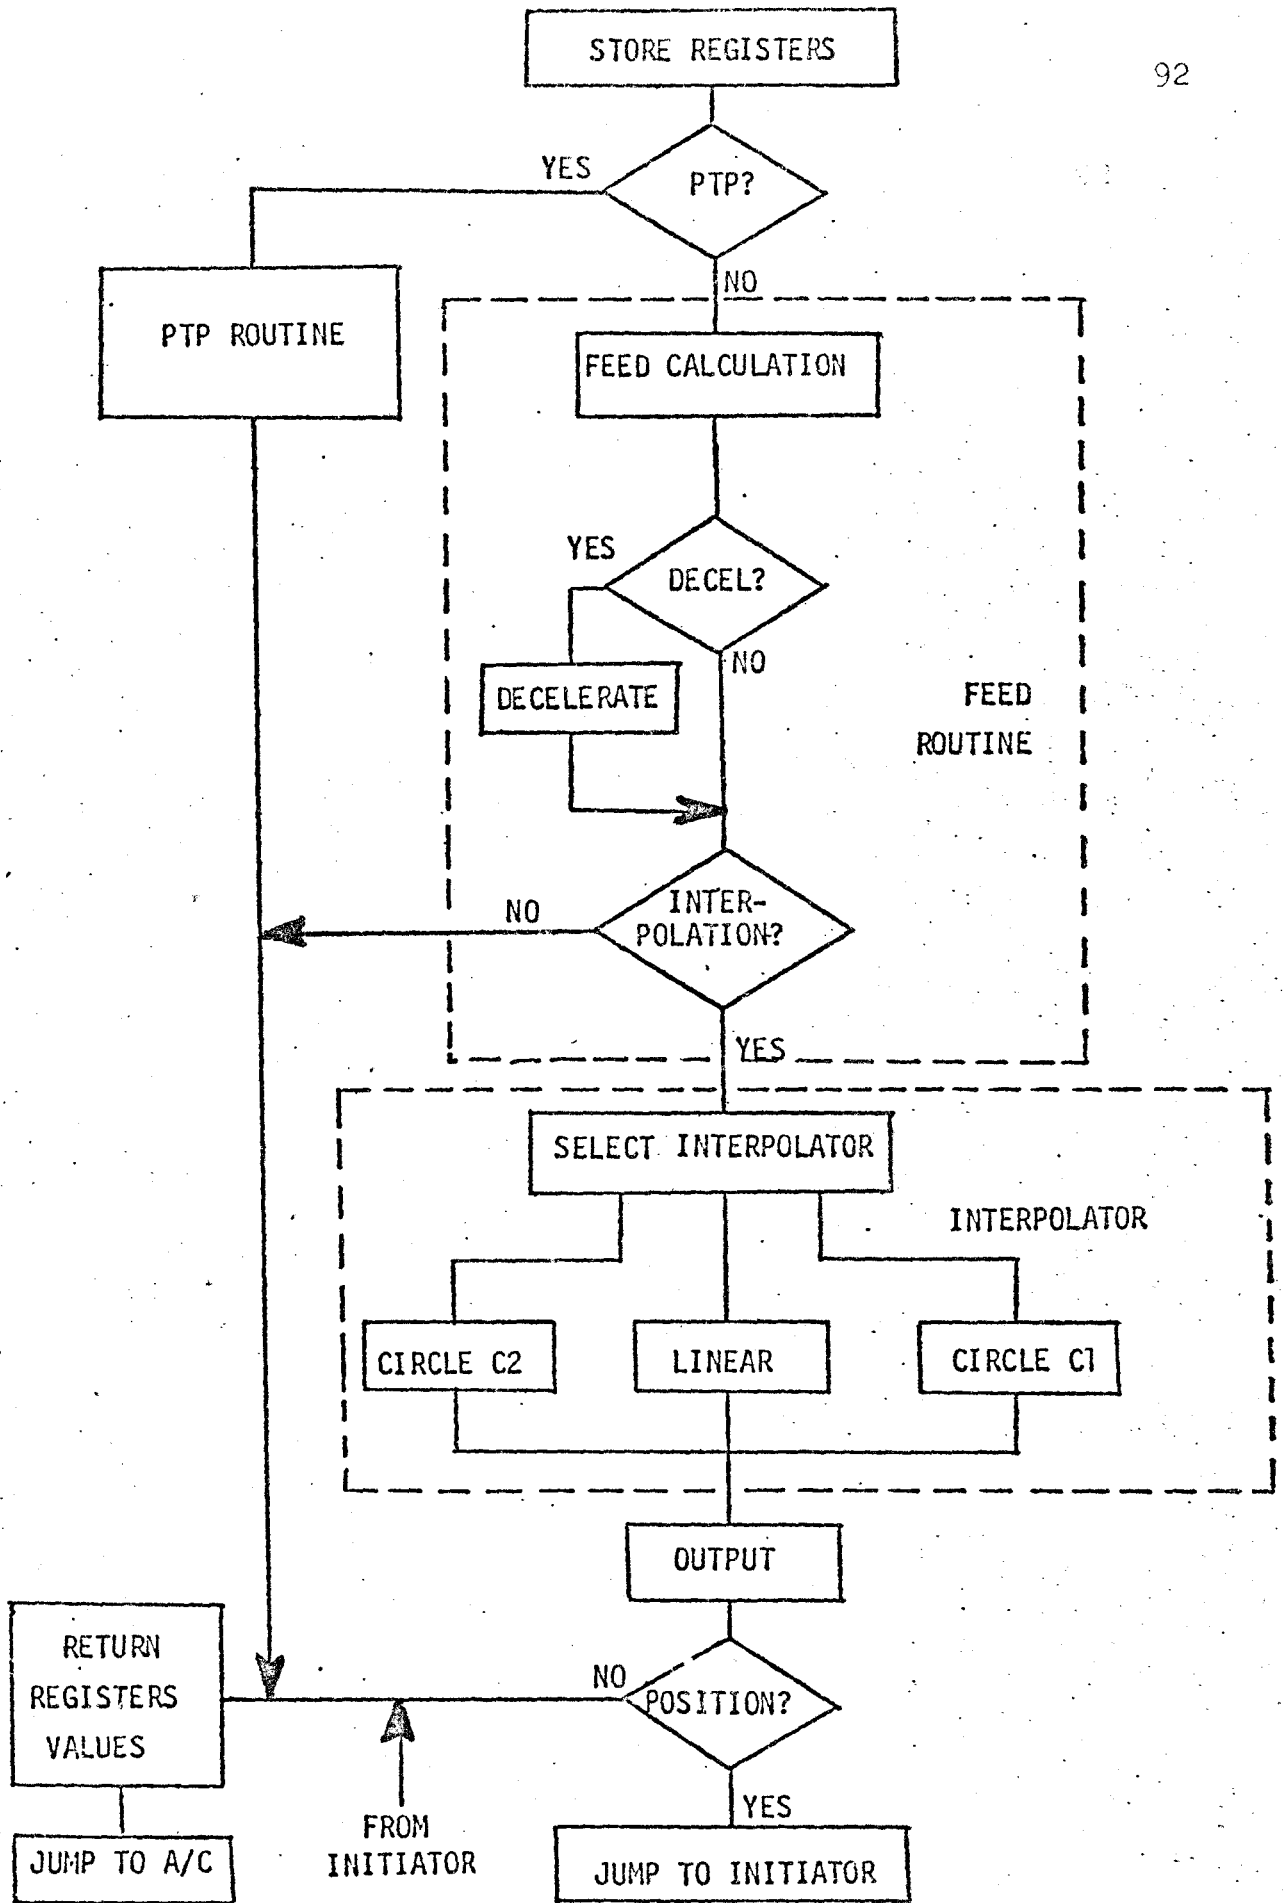 STORE REGISTERS
92
YES
PTP?
NO
PTP ROUTINE
FEED CALCULATION
YES
DECEL?
NO
DECELERATE
FEED
ROUTINE
INTER-
POLATION?
NO
YES
SELECT INTERPOLATOR
INTERPOLATOR
CIRCLE C2
LINEAR
CIRCLE C1
OUTPUT
RETURN
REGISTERS
VALUES
NO
POSITION?
YES
FROM
INITIATOR
JUMP TO A/C
JUMP TO INITIATOR